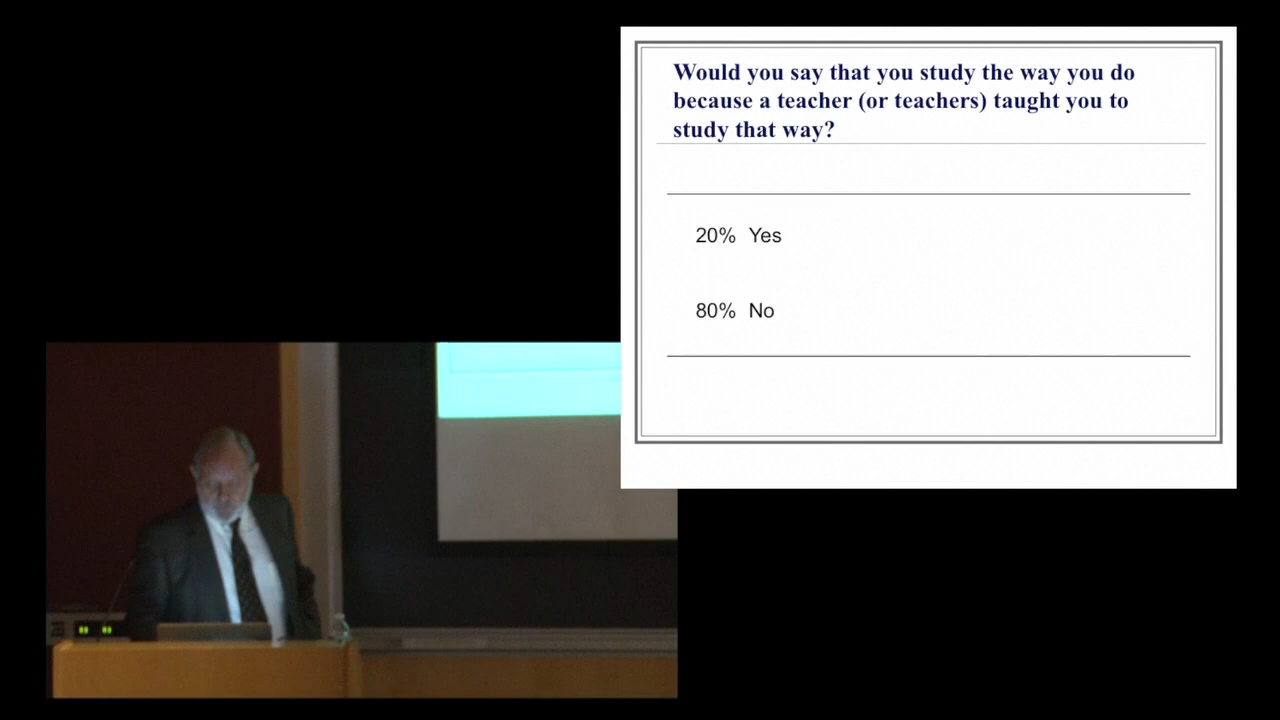 Would you say that you study the way you do
because a teacher (or teachers) taught you to
study that way?
20% Yes
80% No